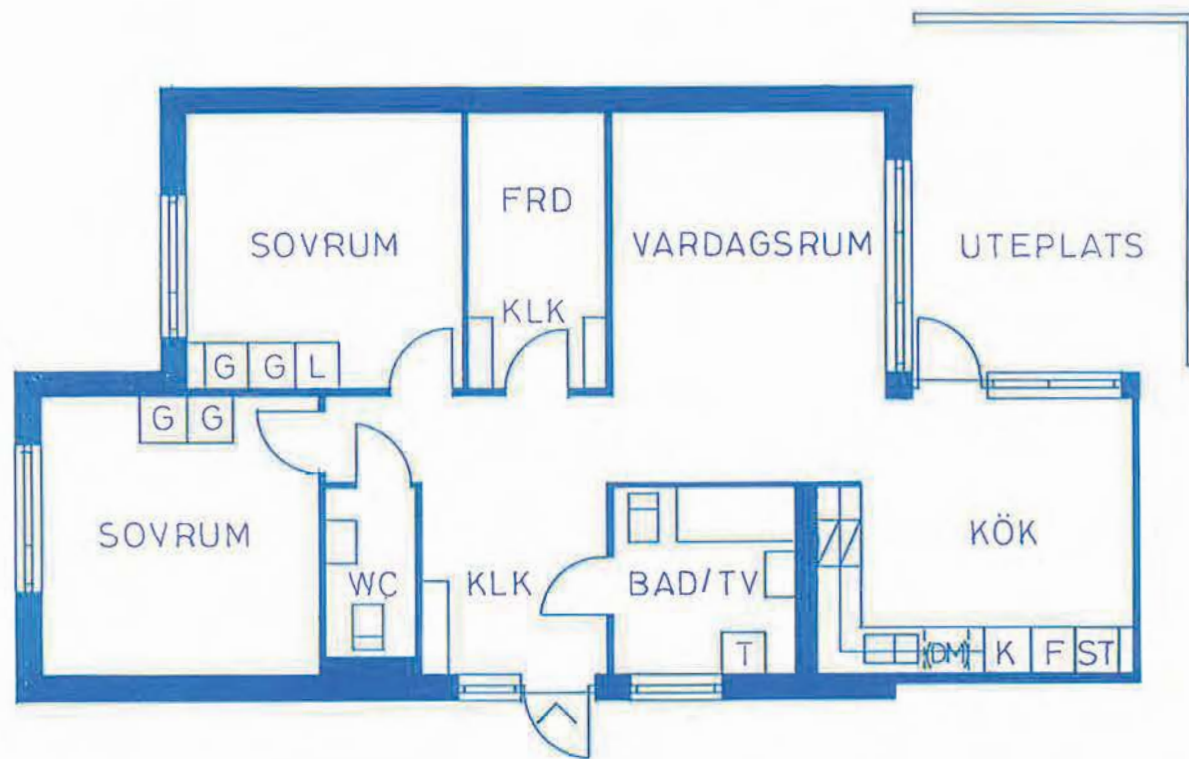 FRD
SOVRUM
VARDAGSRUM
UTEPLATS
KLK
G G L
G G
SOVRUM
KÖK
WC
KLK
BAD/TV
T
(DM) K F ST